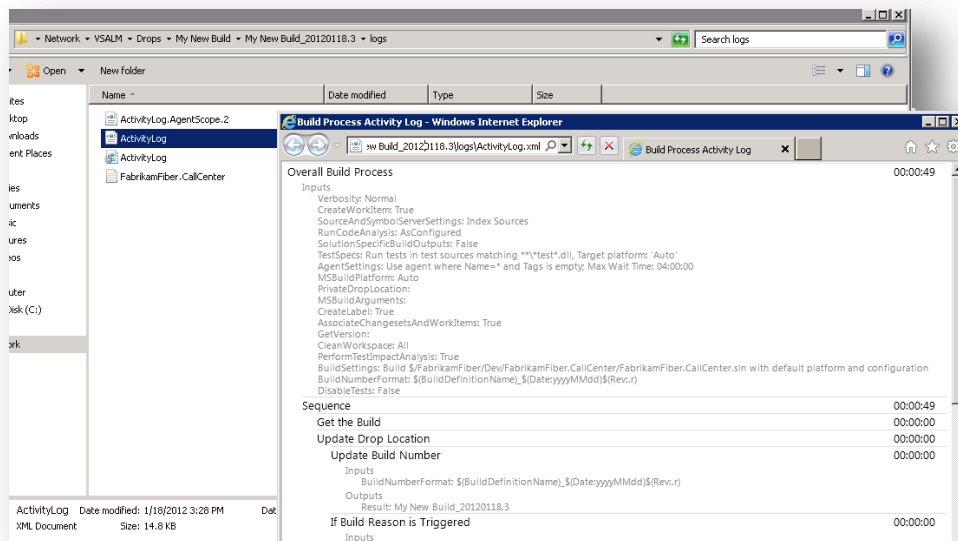 Network ▸ VSALM ▸ Drops ▸ My New Build ▸ My New Build_20120118.3 ▸ logs
Search logs
Open
New folder
Name
Date modified
Type
Size
ites
ktop
wnloads
ent Places
ies
uments
sic
ures
eos
uter
Disk (C:)
ork
ActivityLog.AgentScope.2
ActivityLog
ActivityLog
FabrikamFiber.CallCenter
Build Process Activity Log - Windows Internet Explorer
ew Build_20120118.3\logs\ActivityLog.xml
Build Process Activity Log
Overall Build Process 00:00:49
Inputs
Verbosity: Normal
CreateWorkItem: True
SourceAndSymbolServerSettings: Index Sources
RunCodeAnalysis: AsConfigured
SolutionSpecificBuildOutputs: False
TestSpecs: Run tests in test sources matching **\*test*.dll, Target platform: 'Auto'
AgentSettings: Use agent where Name=* and Tags is empty; Max Wait Time: 04:00:00
MSBuildPlatform: Auto
PrivateDropLocation:
MSBuildArguments:
CreateLabel: True
AssociateChangesetsAndWorkItems: True
GetVersion:
CleanWorkspace: All
PerformTestImpactAnalysis: True
BuildSettings: Build $/FabrikamFiber/Dev/FabrikamFiber.CallCenter/FabrikamFiber.CallCenter.sln with default platform and configuration
BuildNumberFormat: $(BuildDefinitionName)_$(Date:yyyyMMdd)$(Rev:.r)
DisableTests: False
Sequence 00:00:49
Get the Build 00:00:00
Update Drop Location 00:00:00
Update Build Number 00:00:00
Inputs
BuildNumberFormat: $(BuildDefinitionName)_$(Date:yyyyMMdd)$(Rev:.r)
Outputs
Result: My New Build_20120118.3
If Build Reason is Triggered 00:00:00
Inputs
ActivityLog Date modified: 1/18/2012 3:28 PM Dat
XML Document Size: 14.8 KB